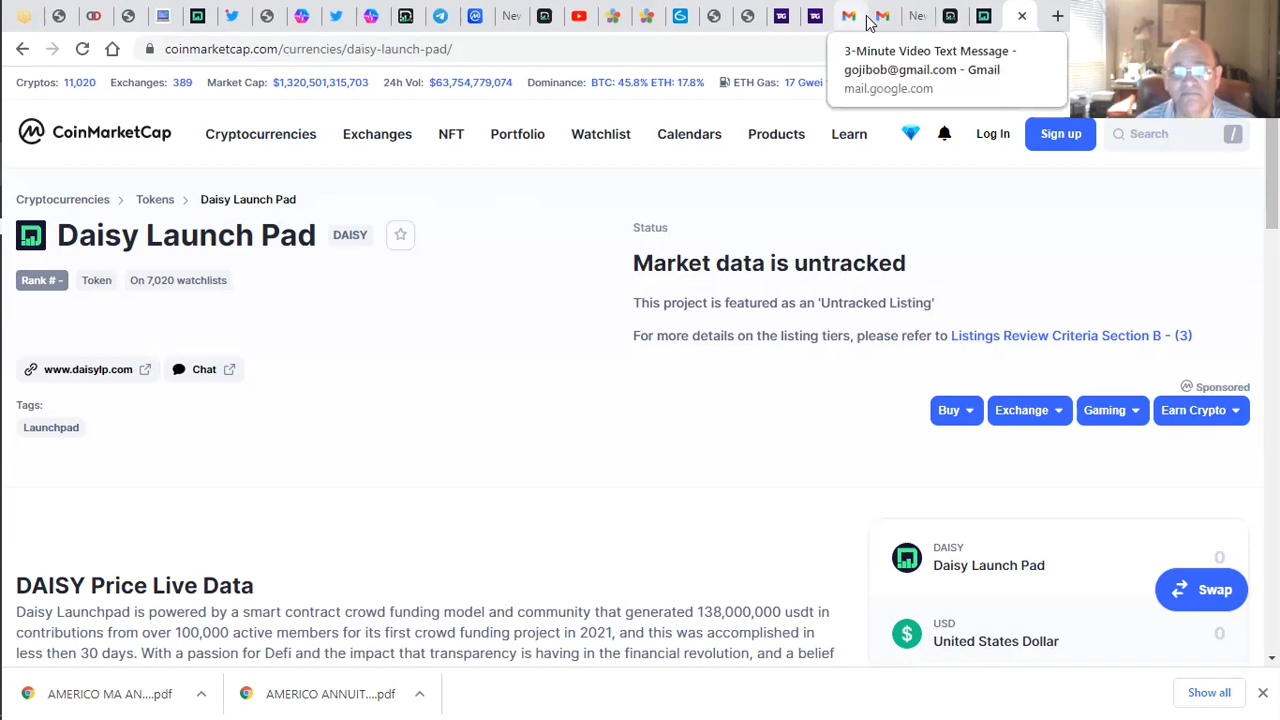 New
TG
TG
New
coinmarketcap.com/currencies/daisy-launch-pad/
3-Minute Video Text Message -
gojibob@gmail.com - Gmail
mail.google.com
Cryptos: 11,020 Exchanges: 389 Market Cap: $1,320,501,315,703 24h Vol: $63,754,779,074 Dominance: BTC: 45.8% ETH: 17.8% ETH Gas: 17 Gwei
CoinMarketCap Cryptocurrencies Exchanges NFT Portfolio Watchlist Calendars Products Learn Log In Sign up Search /
Cryptocurrencies > Tokens > Daisy Launch Pad
Daisy Launch Pad DAISY
Rank # - Token On 7,020 watchlists
www.daisylp.com Chat
Tags:
Launchpad
Status
Market data is untracked
This project is featured as an 'Untracked Listing'
For more details on the listing tiers, please refer to Listings Review Criteria Section B - (3)
Sponsored
Buy Exchange Gaming Earn Crypto
DAISY Price Live Data
Daisy Launchpad is powered by a smart contract crowd funding model and community that generated 138,000,000 usdt in
contributions from over 100,000 active members for its first crowd funding project in 2021, and this was accomplished in
less then 30 days. With a passion for Defi and the impact that transparency is having in the financial revolution, and a belief
DAISY
Daisy Launch Pad 0
Swap
USD
United States Dollar 0
AMERICO MA AN....pdf AMERICO ANNUIT....pdf Show all